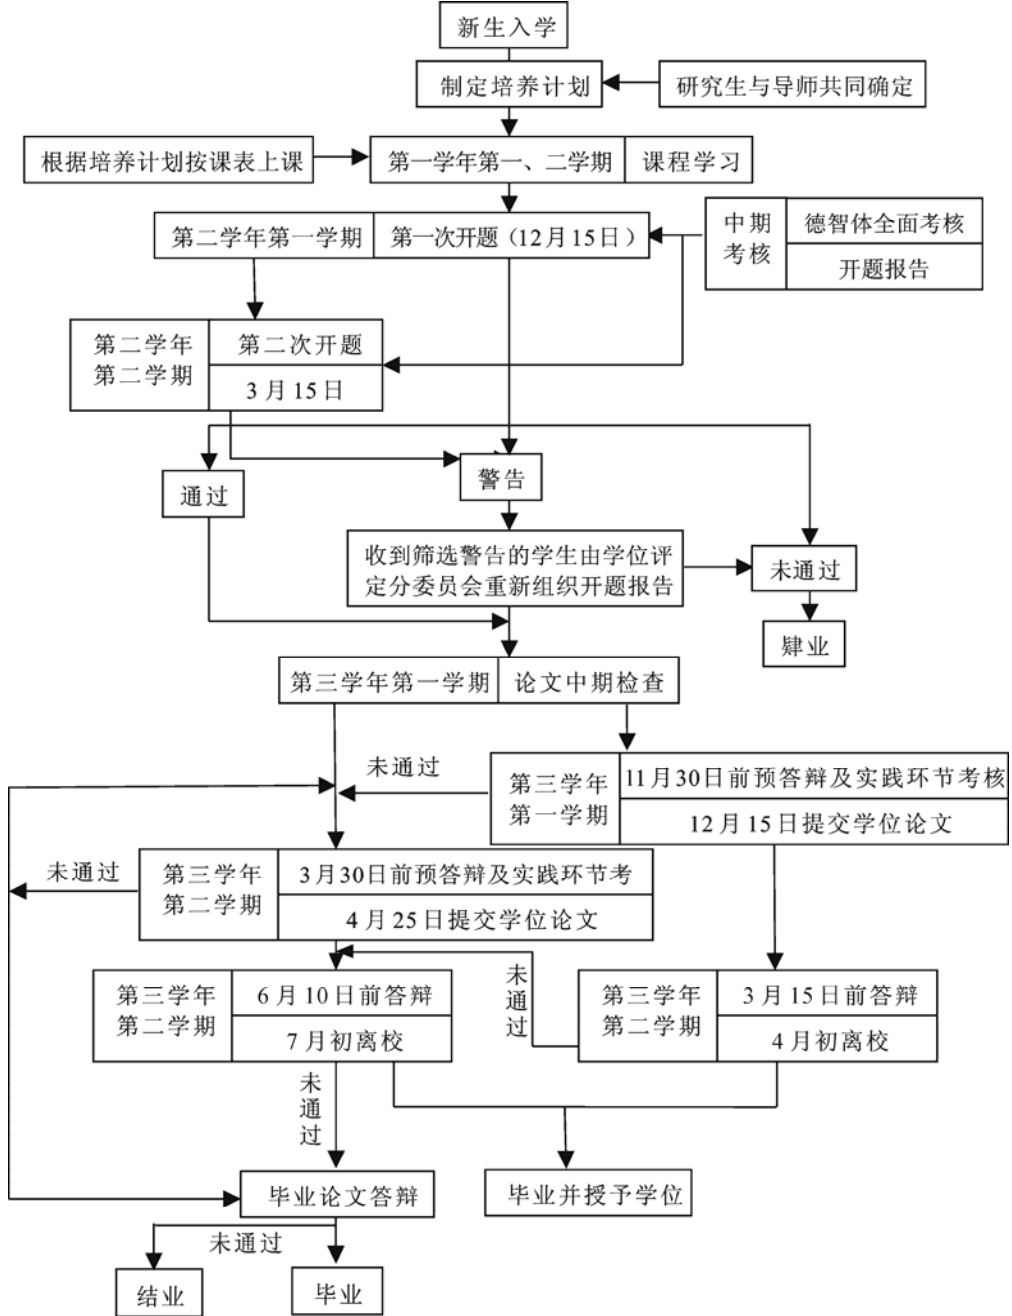 新生入学
制定培养计划
研究生与导师共同确定
根据培养计划按课表上课
第一学年第一、二学期
课程学习
第二学年第一学期
第一次开题（12月15日）
中期
考核
德智体全面考核
开题报告
第二学年
第二学期
第二次开题
3月15日
通过
警告
收到筛选警告的学生由学位评
定分委员会重新组织开题报告
未通过
肄业
第三学年第一学期
论文中期检查
未通过
第三学年
第一学期
11月30日前预答辩及实践环节考核
12月15日提交学位论文
未通过
第三学年
第二学期
3月30日前预答辩及实践环节考
4月25日提交学位论文
第三学年
第二学期
6月10日前答辩
7月初离校
未通过
第三学年
第二学期
3月15日前答辩
4月初离校
未通过
毕业论文答辩
毕业并授予学位
未通过
结业
毕业